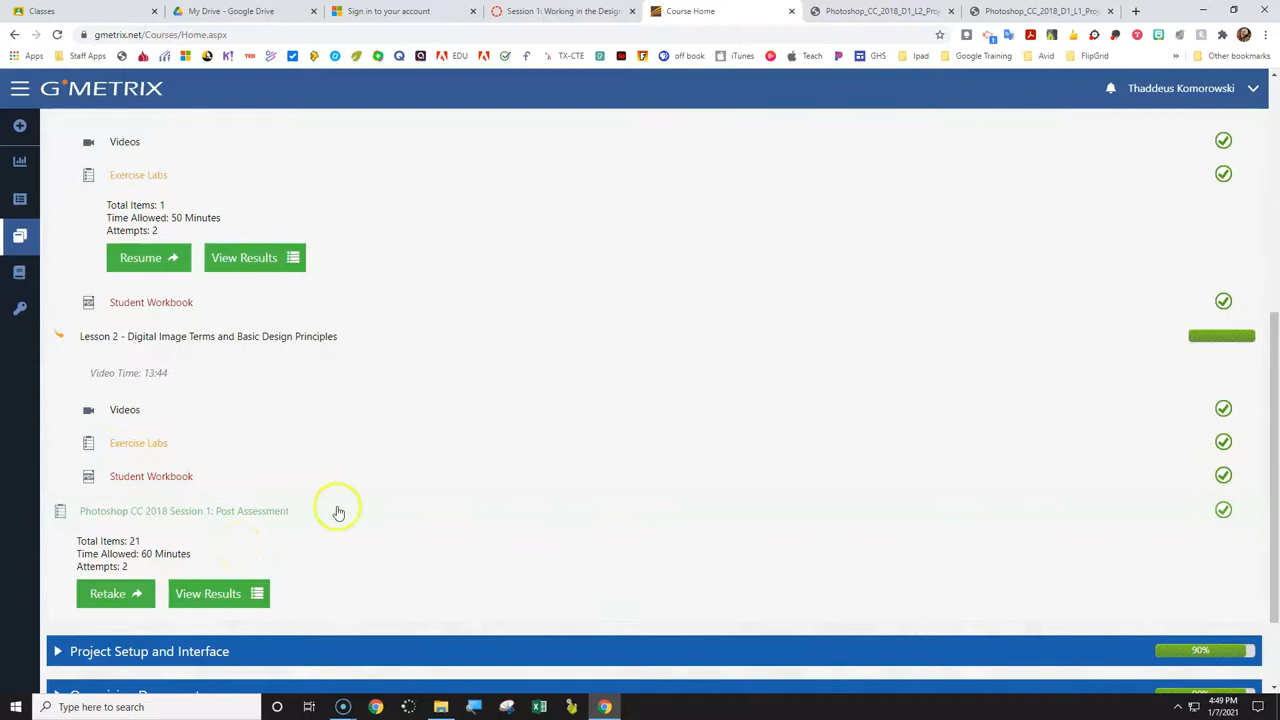 Classes
My Drive - Google Drive
Sign in to your account
Session 1: Working in the Design
Course Home
Photoshop_CC_2018_D1_L2_Pro
Photoshop_CC_2018_D1_L1_Proj
gmetrix.net/Courses/Home.aspx
Apps
Staff Apps
EDU
TX-CTE
off book
iTunes
Teach
GHS
Ipad
Google Training
Avid
FlipGrid
»
Other bookmarks
GMETRIX
Thaddeus Komorowski
Videos
Exercise Labs
Total Items: 1
Time Allowed: 50 Minutes
Attempts: 2
Resume
View Results
Student Workbook
Lesson 2 - Digital Image Terms and Basic Design Principles
Video Time: 13:44
Videos
Exercise Labs
Student Workbook
Photoshop CC 2018 Session 1: Post Assessment
Total Items: 21
Time Allowed: 60 Minutes
Attempts: 2
Retake
View Results
Project Setup and Interface
90%
Type here to search
4:49 PM
1/7/2021